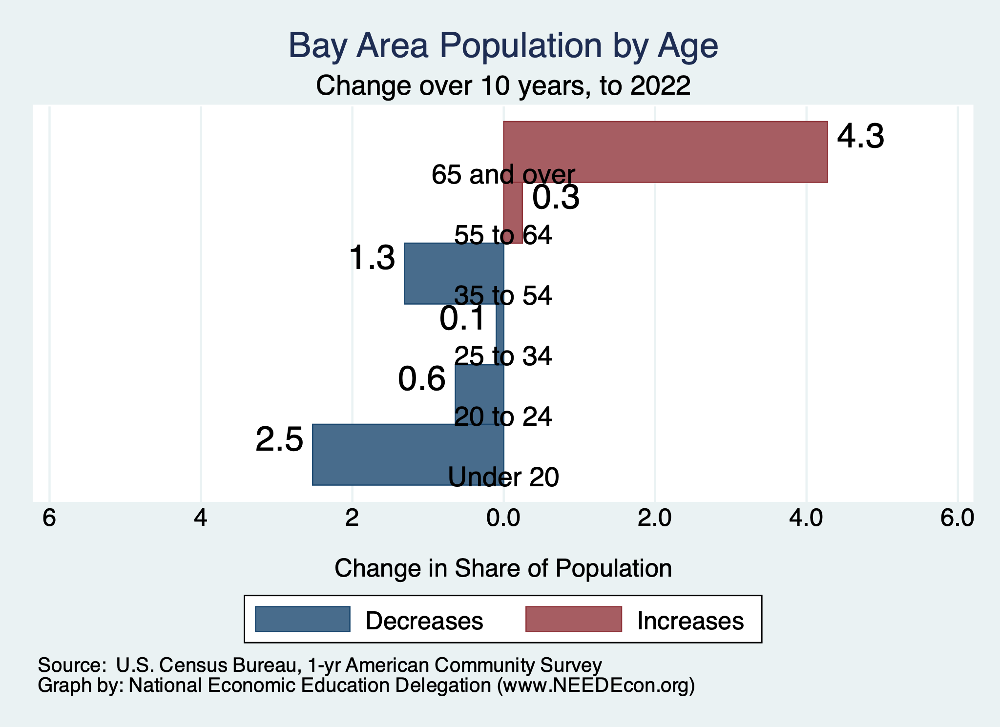 Bay Area Population by Age
Change over 10 years, to 2022
4.3
65 and over
0.3
55 to 64
1.3
35 to 54
0.1
25 to 34
0.6
20 to 24
2.5
Under 20
6 4 2 0.0 2.0 4.0 6.0
Change in Share of Population
Decreases Increases
Source:  U.S. Census Bureau, 1-yr American Community Survey
Graph by: National Economic Education Delegation (www.NEEDEcon.org)